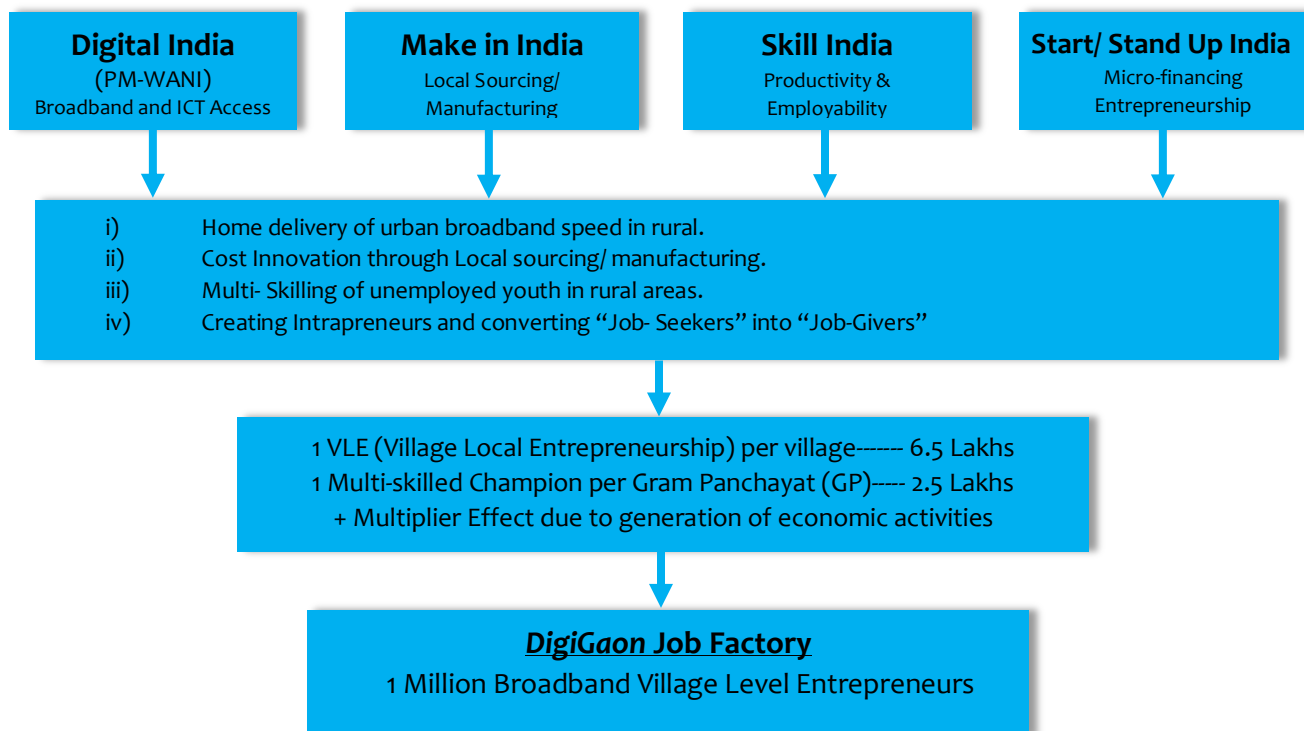 Digital India
(PM-WANI)
Broadband and ICT Access
Make in India
Local Sourcing/
Manufacturing
Skill India
Productivity &
Employability
Start/ Stand Up India
Micro-financing
Entrepreneurship
i) Home delivery of urban broadband speed in rural.
ii) Cost Innovation through Local sourcing/ manufacturing.
iii) Multi- Skilling of unemployed youth in rural areas.
iv) Creating Intrapreneurs and converting “Job- Seekers” into “Job-Givers”
1 VLE (Village Local Entrepreneurship) per village------- 6.5 Lakhs
1 Multi-skilled Champion per Gram Panchayat (GP)----- 2.5 Lakhs
+ Multiplier Effect due to generation of economic activities
DigiGaon Job Factory
1 Million Broadband Village Level Entrepreneurs